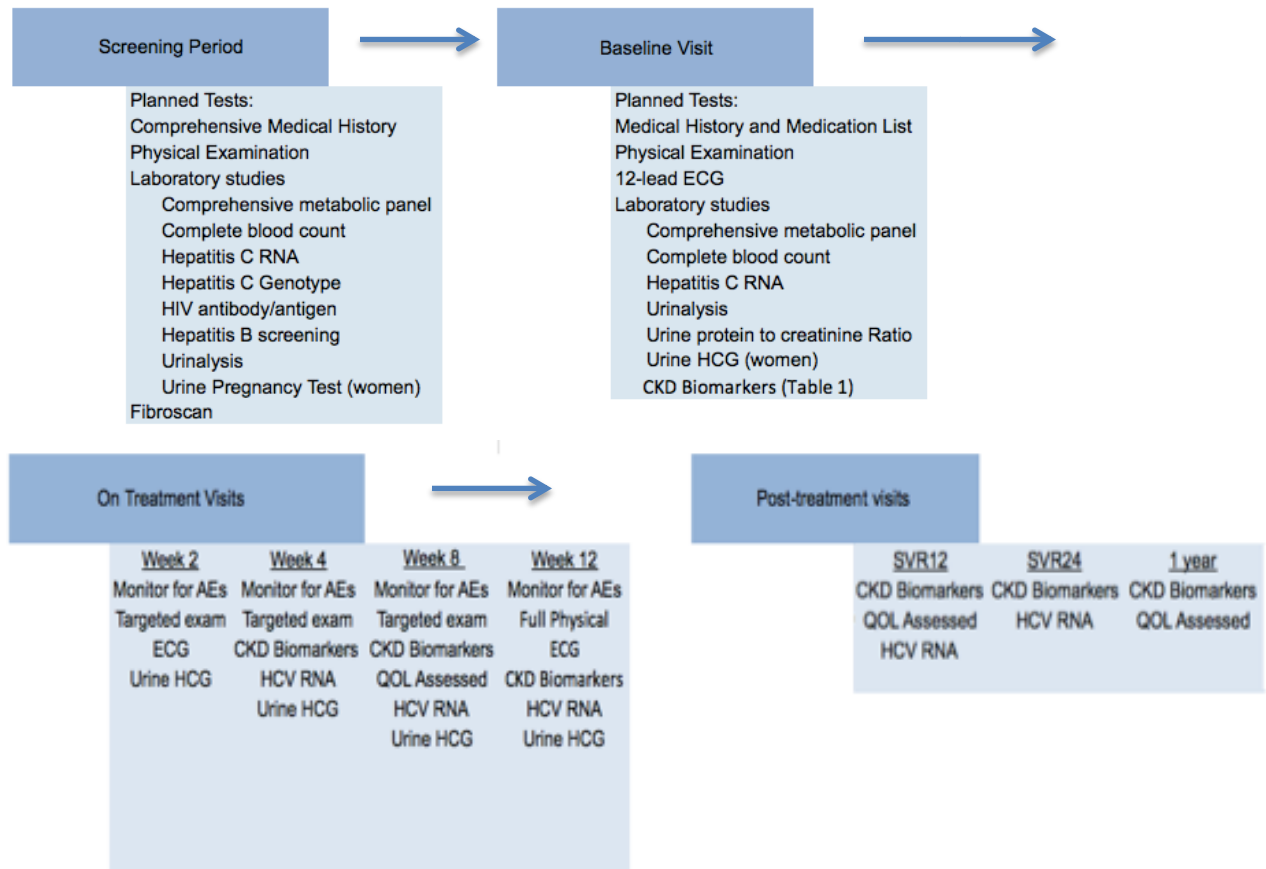 Screening Period
Planned Tests:
Comprehensive Medical History
Physical Examination
Laboratory studies
Comprehensive metabolic panel
Complete blood count
Hepatitis C RNA
Hepatitis C Genotype
HIV antibody/antigen
Hepatitis B screening
Urinalysis
Urine Pregnancy Test (women)
Fibroscan
Baseline Visit
Planned Tests:
Medical History and Medication List
Physical Examination
12-lead ECG
Laboratory studies
Comprehensive metabolic panel
Complete blood count
Hepatitis C RNA
Urinalysis
Urine protein to creatinine Ratio
Urine HCG (women)
CKD Biomarkers (Table 1)
On Treatment Visits
Week 2
Monitor for AEs
Targeted exam
ECG
Urine HCG
Week 4
Monitor for AEs
Targeted exam
CKD Biomarkers
HCV RNA
Urine HCG
Week 8
Monitor for AEs
Targeted exam
CKD Biomarkers
QOL Assessed
HCV RNA
Urine HCG
Week 12
Monitor for AEs
Full Physical
ECG
CKD Biomarkers
HCV RNA
Urine HCG
Post-treatment visits
SVR12
CKD Biomarkers
QOL Assessed
HCV RNA
SVR24
CKD Biomarkers
HCV RNA
1 year
CKD Biomarkers
QOL Assessed